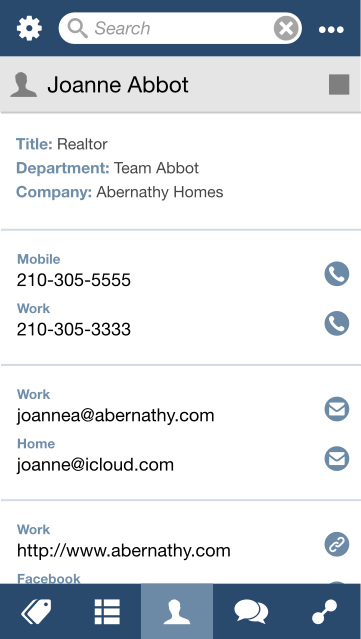 Search
Joanne Abbot
Title: Realtor
Department: Team Abbot
Company: Abernathy Homes
Mobile
210-305-5555
Work
210-305-3333
Work
joannea@abernathy.com
Home
joanne@icloud.com
Work
http://www.abernathy.com
Facebook